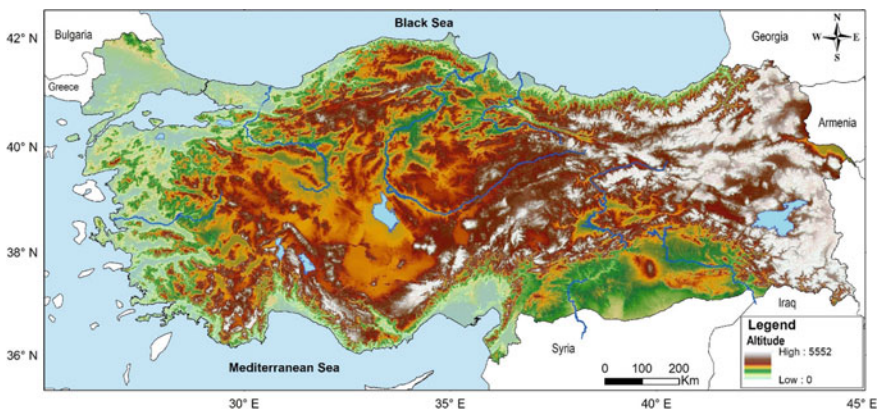 Black Sea
42° N
Bulgaria
Georgia
N
W E
S
Greece
Armenia
40° N
38° N
Iraq
Legend
Altitude
High : 5552
Low : 0
36° N
Syria
Mediterranean Sea
0 100 200
Km
30° E
35° E
40° E
45° E